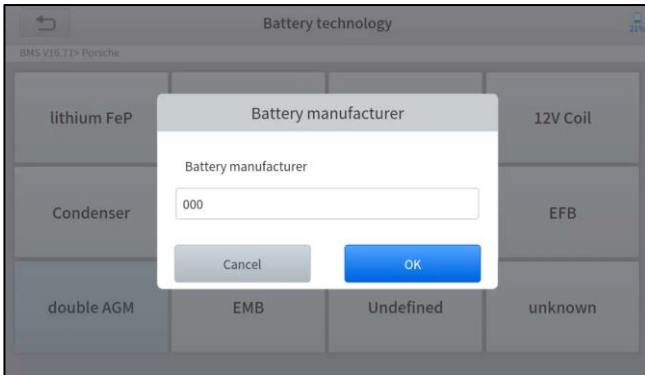 Battery technology
21%
BMS V16.71> Porsche
lithium FeP
12V Coil
Condenser
EFB
double AGM
EMB
Undefined
unknown
Battery manufacturer
Battery manufacturer
000
Cancel
OK